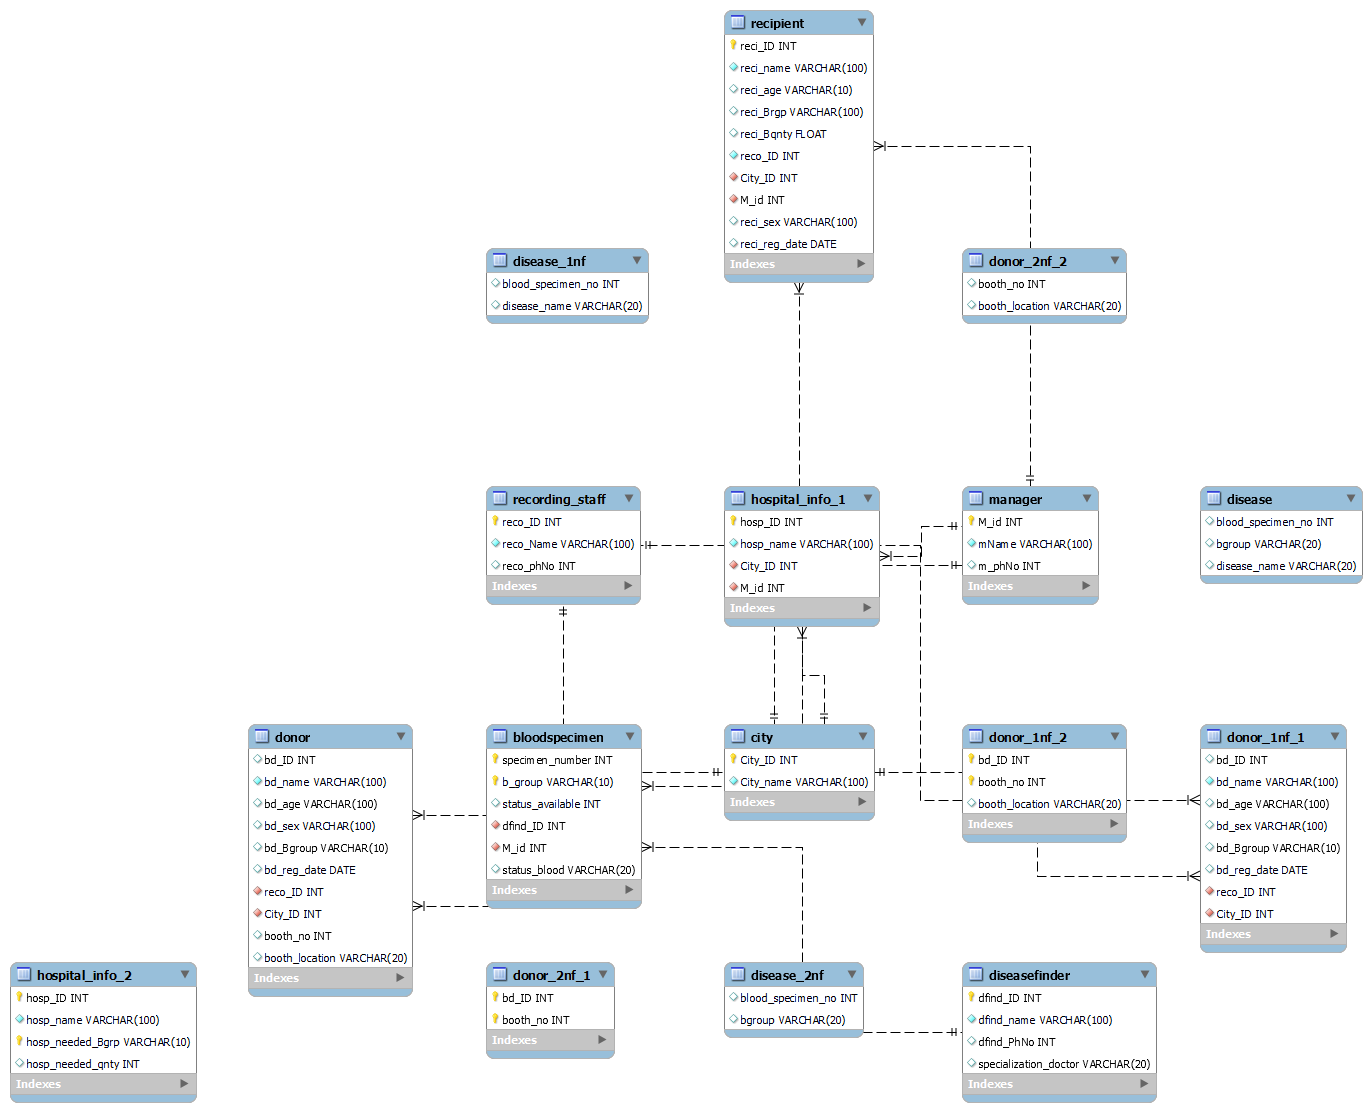 recipient
reci_ID INT
reci_name VARCHAR(100)
reci_age VARCHAR(10)
reci_Brgp VARCHAR(100)
reci_Bqnty FLOAT
reco_ID INT
City_ID INT
M_id INT
reci_sex VARCHAR(100)
reci_reg_date DATE
Indexes
disease_1nf
blood_specimen_no INT
disease_name VARCHAR(20)
donor_2nf_2
booth_no INT
booth_location VARCHAR(20)
recording_staff
reco_ID INT
reco_Name VARCHAR(100)
reco_phNo INT
Indexes
hospital_info_1
hosp_ID INT
hosp_name VARCHAR(100)
City_ID INT
M_id INT
Indexes
manager
M_id INT
mName VARCHAR(100)
m_phNo INT
Indexes
disease
blood_specimen_no INT
bgroup VARCHAR(20)
disease_name VARCHAR(20)
donor
bd_ID INT
bd_name VARCHAR(100)
bd_age VARCHAR(100)
bd_sex VARCHAR(100)
bd_Bgroup VARCHAR(10)
bd_reg_date DATE
reco_ID INT
City_ID INT
booth_no INT
booth_location VARCHAR(20)
Indexes
bloodspecimen
specimen_number INT
b_group VARCHAR(10)
status_available INT
dfind_ID INT
M_id INT
status_blood VARCHAR(20)
Indexes
city
City_ID INT
City_name VARCHAR(100)
Indexes
donor_1nf_2
bd_ID INT
booth_no INT
booth_location VARCHAR(20)
Indexes
donor_1nf_1
bd_ID INT
bd_name VARCHAR(100)
bd_age VARCHAR(100)
bd_sex VARCHAR(100)
bd_Bgroup VARCHAR(10)
bd_reg_date DATE
reco_ID INT
City_ID INT
Indexes
hospital_info_2
hosp_ID INT
hosp_name VARCHAR(100)
hosp_needed_Bgrp VARCHAR(10)
hosp_needed_qnty INT
Indexes
donor_2nf_1
bd_ID INT
booth_no INT
Indexes
disease_2nf
blood_specimen_no INT
bgroup VARCHAR(20)
diseasefinder
dfind_ID INT
dfind_name VARCHAR(100)
dfind_PhNo INT
specialization_doctor VARCHAR(20)
Indexes